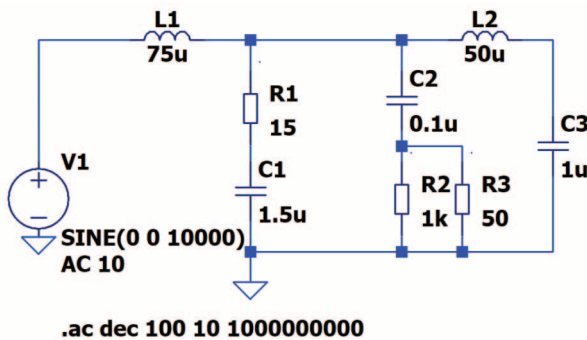 L1
75u
L2
50u
R1
15
C2
0.1u
C3
1u
V1
C1
1.5u
R2
1k
R3
50
SINE(0 0 10000)
AC 10
.ac dec 100 10 1000000000